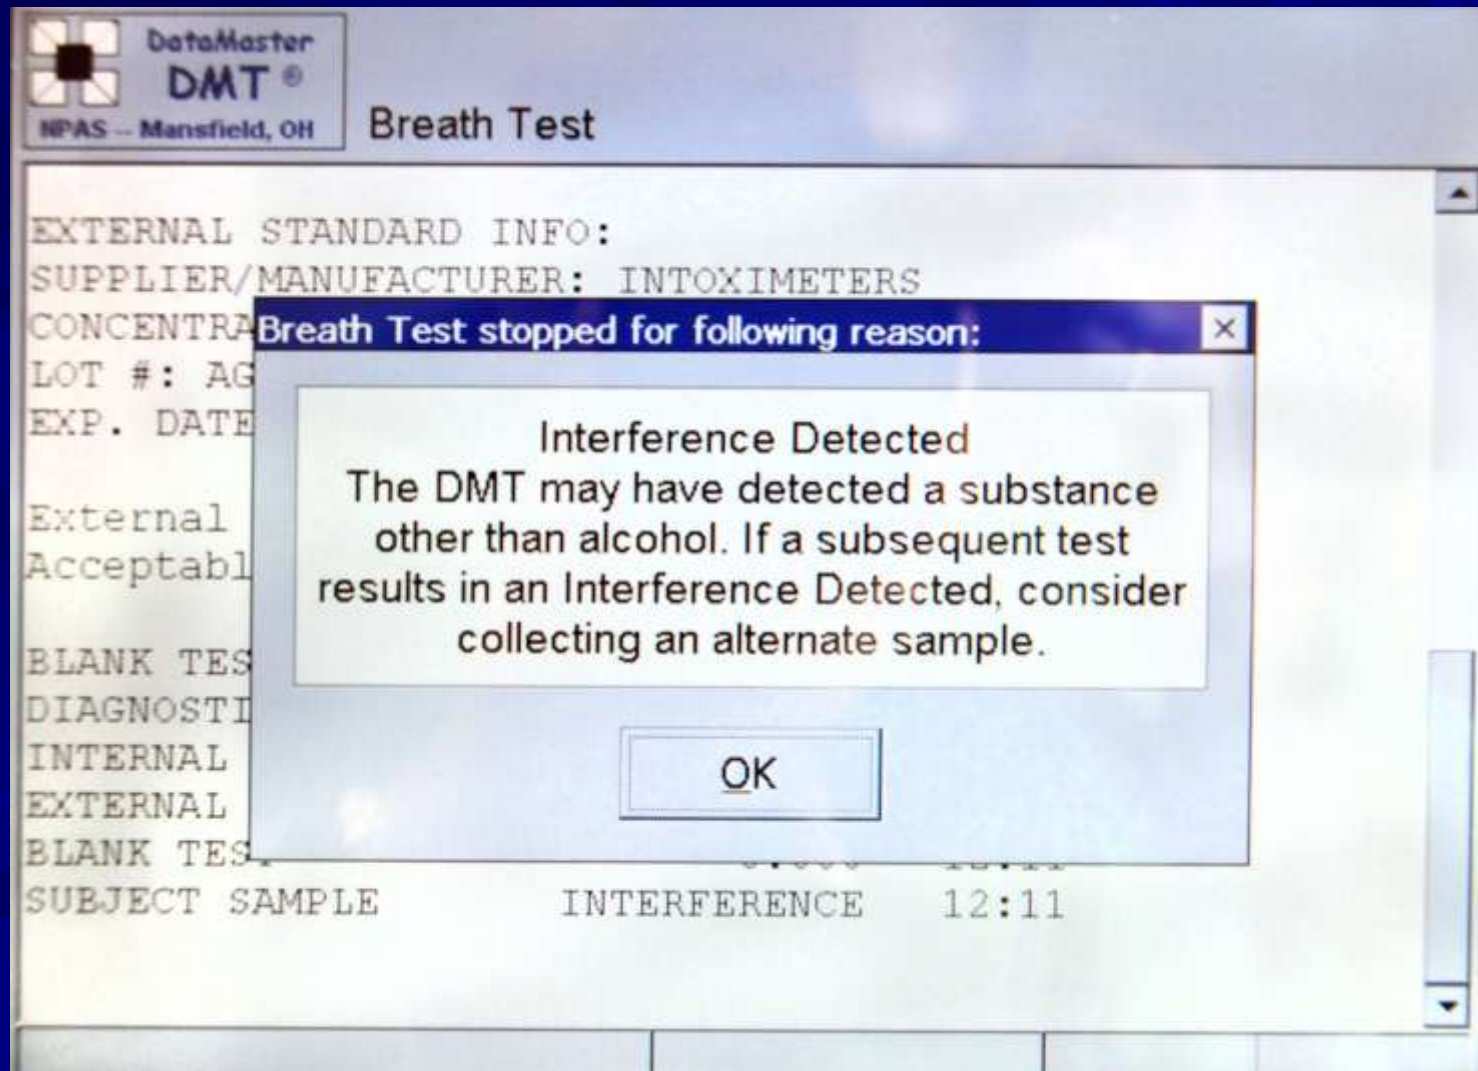 DataMaster
DMT ®
NPAS -- Mansfield, OH
Breath Test
EXTERNAL STANDARD INFO:
SUPPLIER/MANUFACTURER: INTOXIMETERS
CONCENTRA
Breath Test stopped for following reason:
LOT #: AG
EXP. DATE
Interference Detected
The DMT may have detected a substance
other than alcohol. If a subsequent test
results in an Interference Detected, consider
collecting an alternate sample.
External
Acceptabl
BLANK TES
DIAGNOSTI
INTERNAL
EXTERNAL
OK
BLANK TEST
SUBJECT SAMPLE INTERFERENCE 12:11